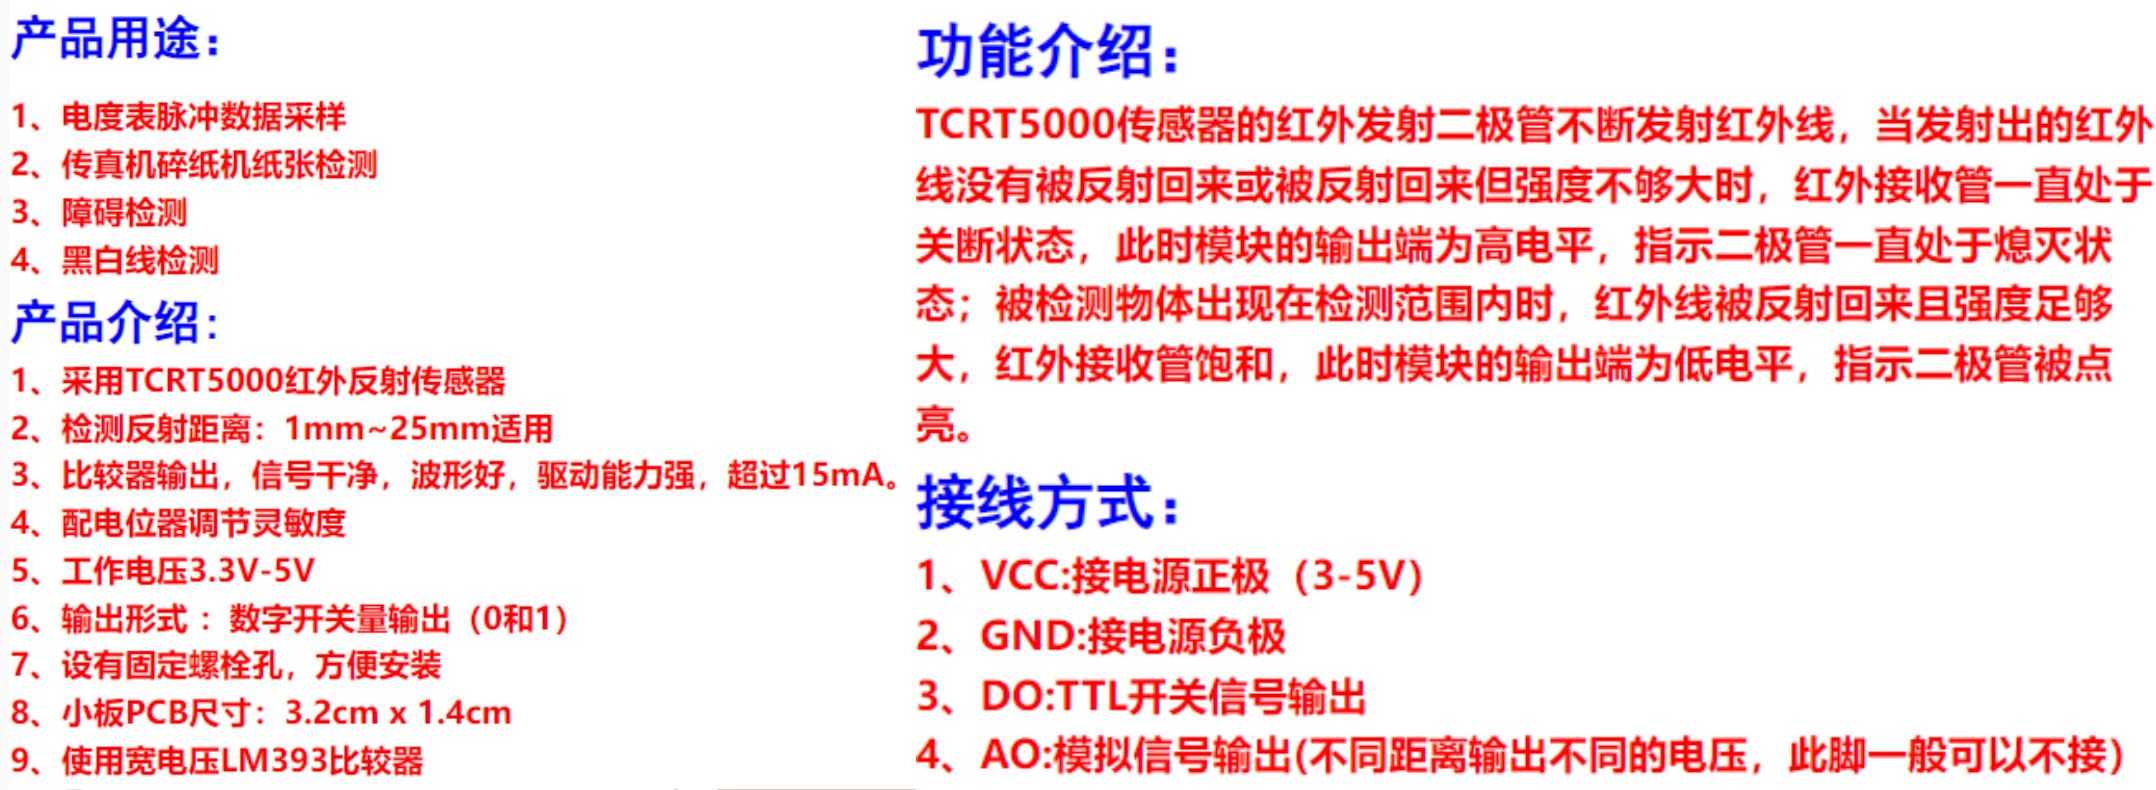 产品用途：
1、电度表脉冲数据采样
2、传真机碎纸机纸张检测
3、障碍检测
4、黑白线检测
产品介绍：
1、采用TCRT5000红外反射传感器
2、检测反射距离：1mm~25mm适用
3、比较器输出，信号干净，波形好，驱动能力强，超过15mA。
4、配电位器调节灵敏度
5、工作电压3.3V-5V
6、输出形式 ：数字开关量输出（0和1）
7、设有固定螺栓孔，方便安装
8、小板PCB尺寸：3.2cm x 1.4cm
9、使用宽电压LM393比较器
功能介绍：
TCRT5000传感器的红外发射二极管不断发射红外线，当发射出的红外
线没有被反射回来或被反射回来但强度不够大时，红外接收管一直处于
关断状态，此时模块的输出端为高电平，指示二极管一直处于熄灭状
态；被检测物体出现在检测范围内时，红外线被反射回来且强度足够
大，红外接收管饱和，此时模块的输出端为低电平，指示二极管被点
亮。
接线方式：
1、VCC:接电源正极（3-5V）
2、GND:接电源负极
3、DO:TTL开关信号输出
4、AO:模拟信号输出(不同距离输出不同的电压，此脚一般可以不接）